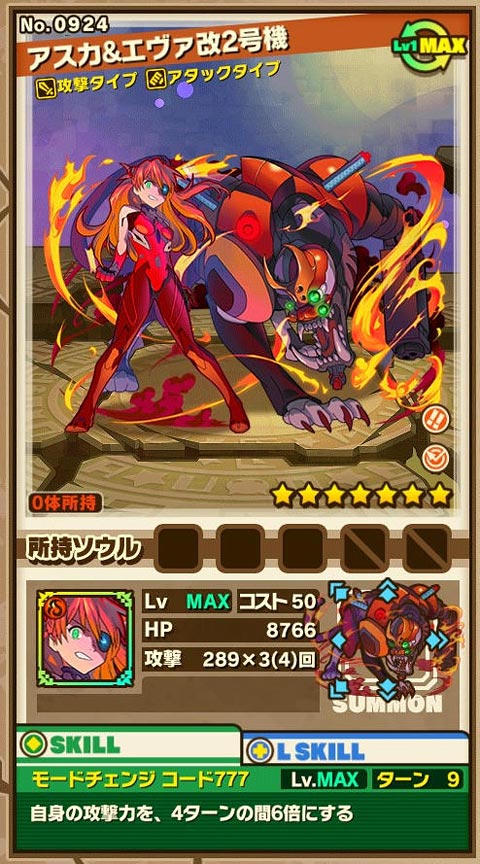 No.0924
アスカ&エヴァ改2号機
Lv1 MAX
攻撃タイプ アタックタイプ
0体所持
所持ソウル
Lv MAX コスト 50
HP 8766
攻撃 289×3(4)回
SUMMON
SKILL
L SKILL
モードチェンジ コード777 Lv.MAX ターン 9
自身の攻撃力を、4ターンの間6倍にする